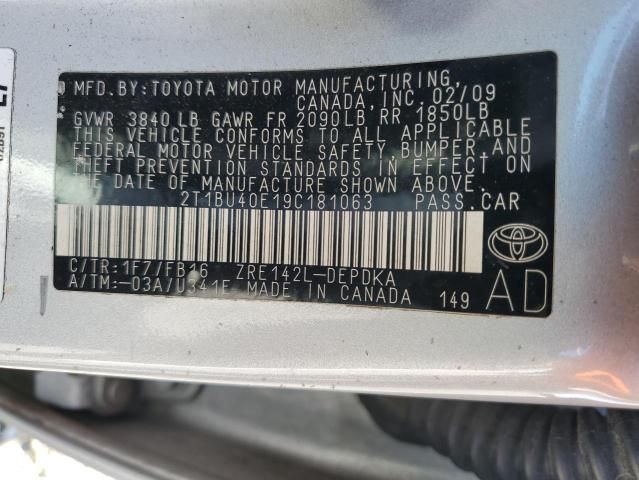 MFD. BY: TOYOTA MOTOR MANUFACTURING,
CANADA, INC. 02/09
GVWR 3840 LB GAWR FR 2090LB RR 1850LB
THIS VEHICLE CONFORMS TO ALL APPLICABLE
FEDERAL MOTOR VEHICLE SAFETY, BUMPER, AND
THEFT PREVENTION STANDARDS IN EFFECT ON
THE DATE OF MANUFACTURE SHOWN ABOVE.
2T1BU40E19C181063 PASS.CAR
C/TR:1F7/FB46 ZRE142L-DEPDKA
A/TM:-03A/U341E MADE IN CANADA 149
AD